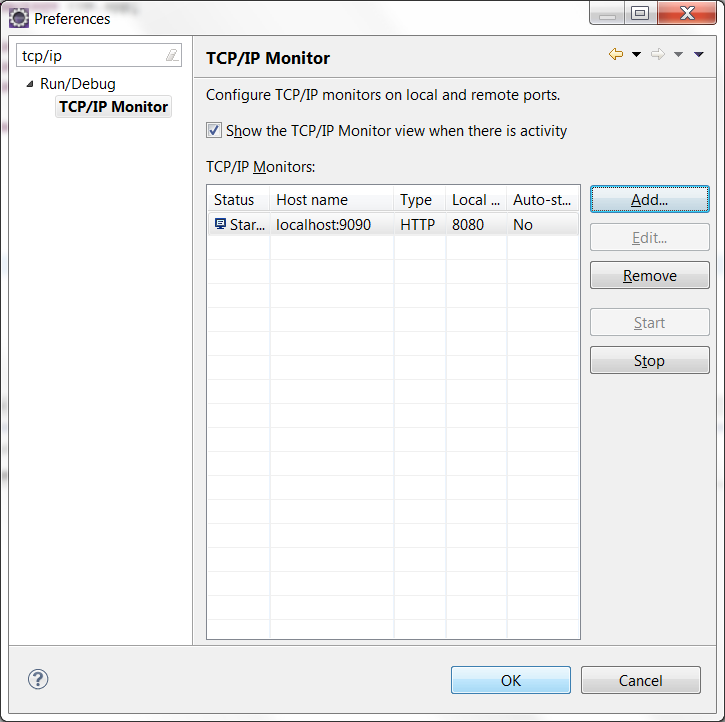 Preferences
tcp/ip
Run/Debug
TCP/IP Monitor
TCP/IP Monitor
Configure TCP/IP monitors on local and remote ports.
Show the TCP/IP Monitor view when there is activity
TCP/IP Monitors:
Status Host name Type Local ... Auto-st...
Star... localhost:9090 HTTP 8080 No
Add...
Edit...
Remove
Start
Stop
?
OK Cancel